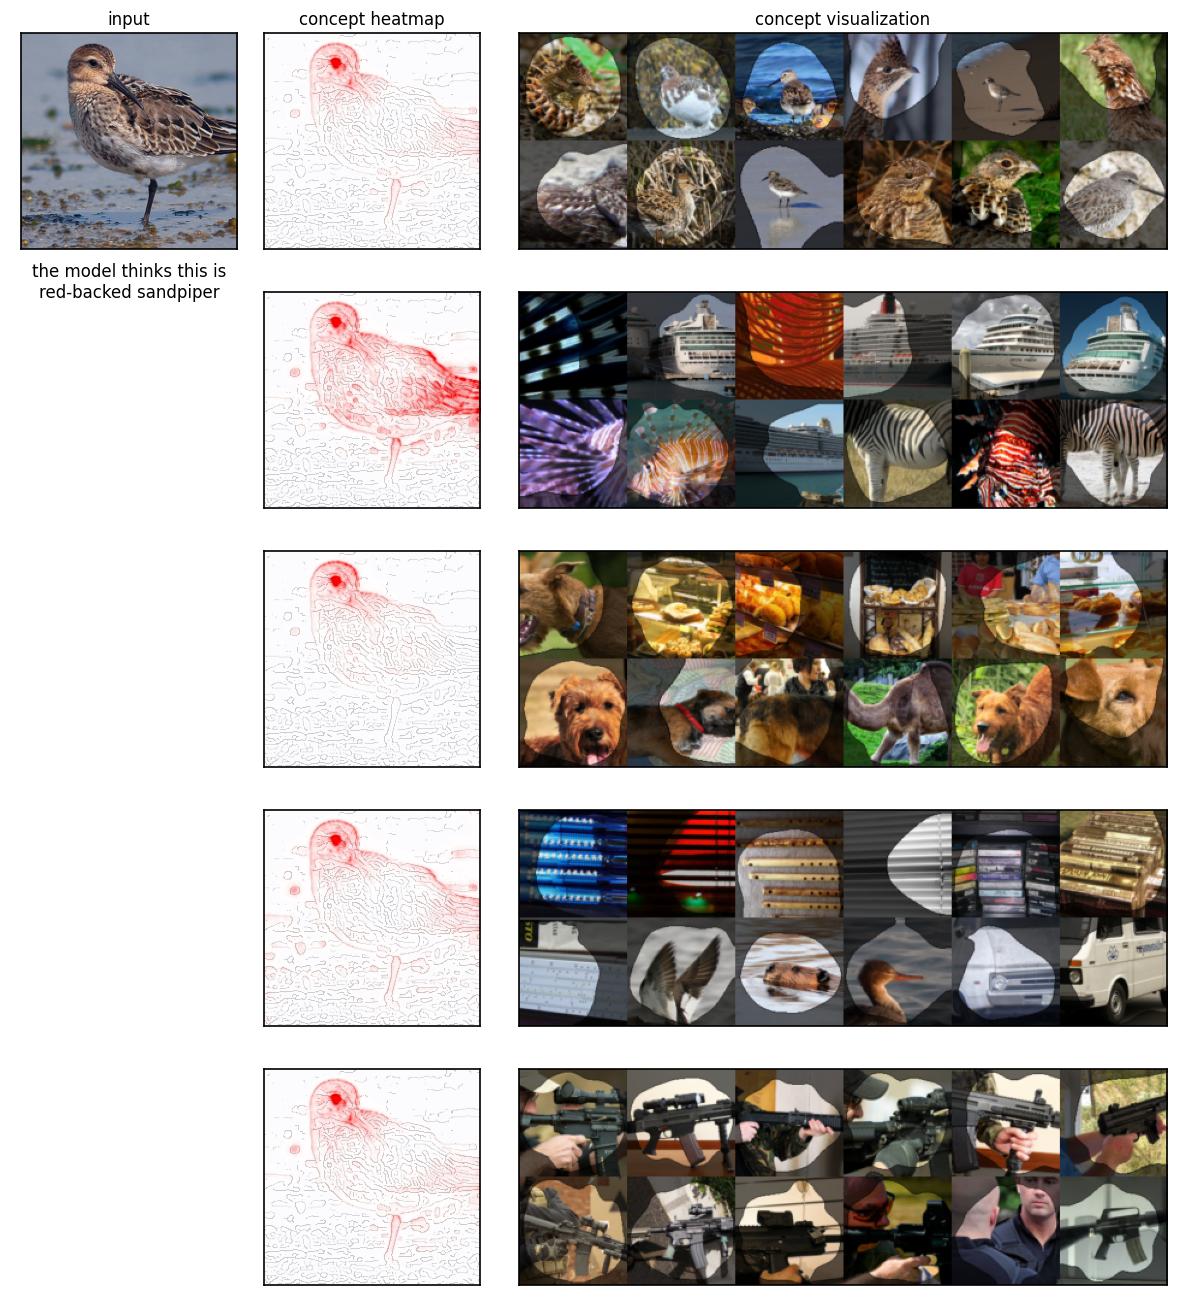 input
concept heatmap
concept visualization
the model thinks this is
red-backed sandpiper